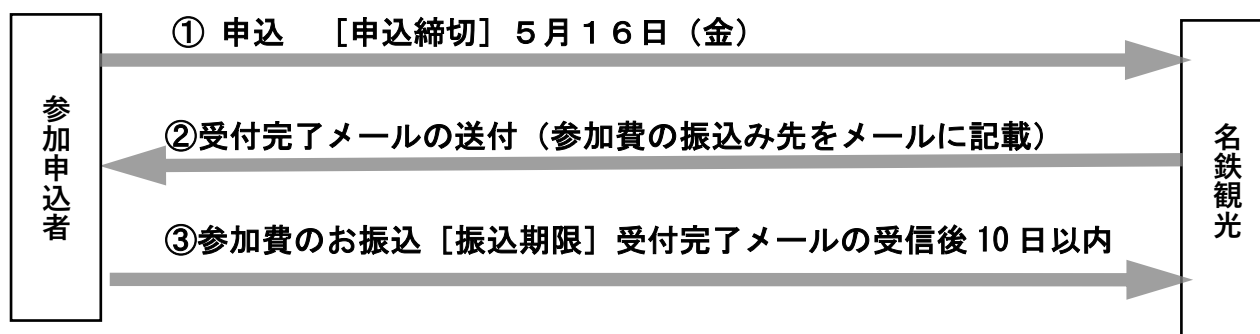 ① 申込　［申込締切］５月１６日（金）
参加申込者
②受付完了メールの送付（参加費の振込み先をメールに記載）
名鉄観光
③参加費のお振込［振込期限］受付完了メールの受信後 10 日以内